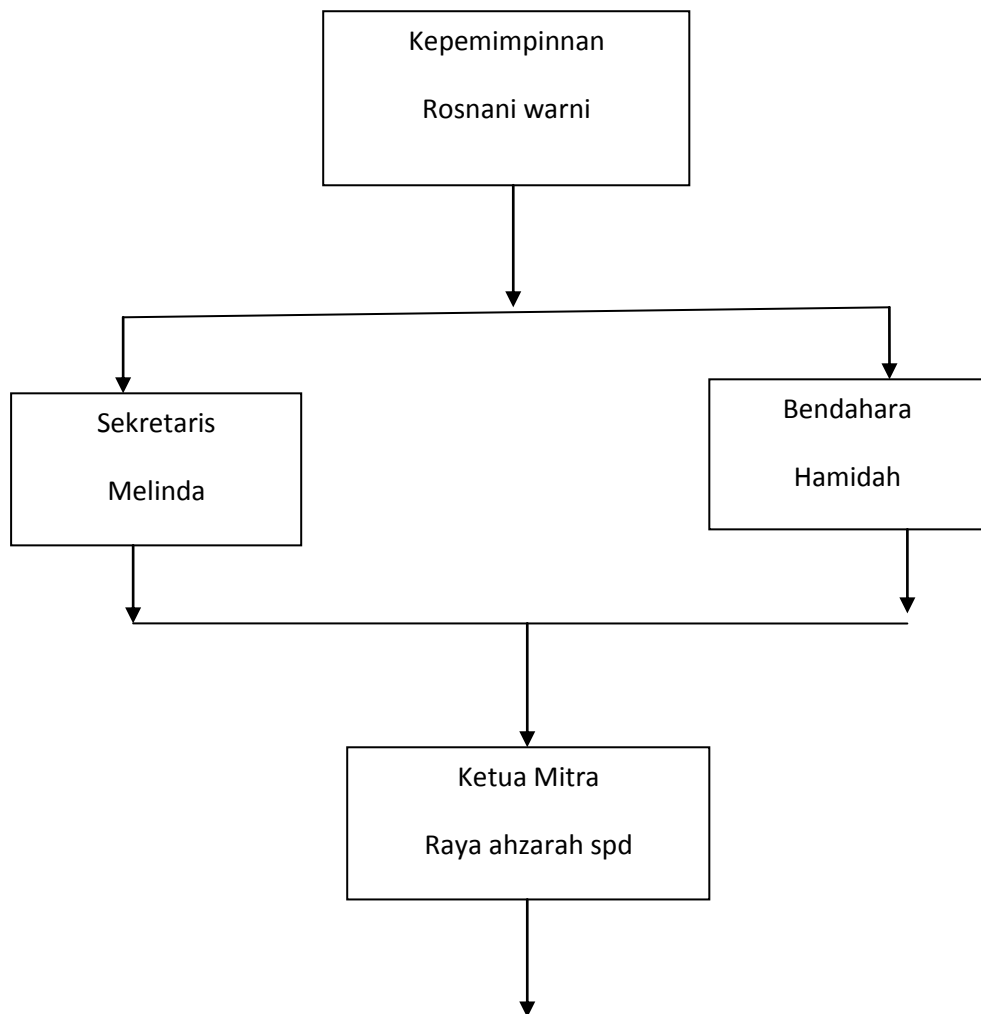 Kepemimpinnan
Rosnani warni
Sekretaris
Melinda
Bendahara
Hamidah
Ketua Mitra
Raya ahzarah spd